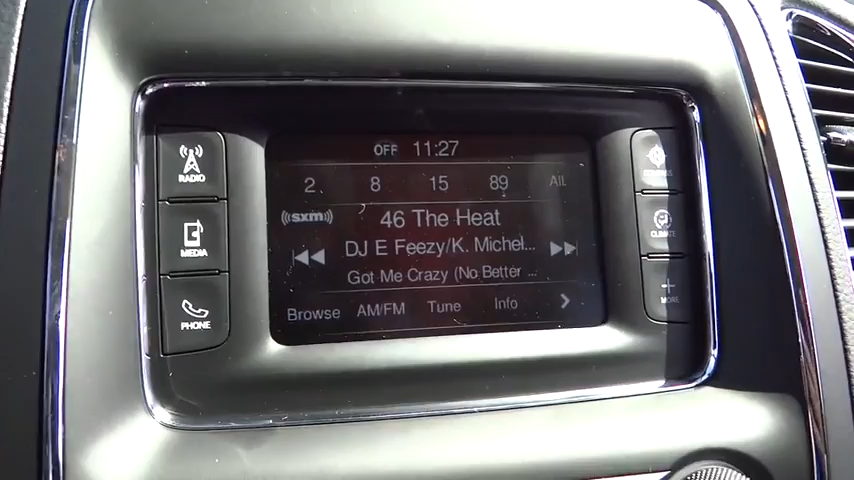 OFF 11:27
2 8 15 89 All
((sxm)) 46 The Heat
DJ E Feezy/K. Michel...
Got Me Crazy (No Better ...
Browse AM/FM Tune Info
RADIO
MEDIA
PHONE
CLIMATE
MORE